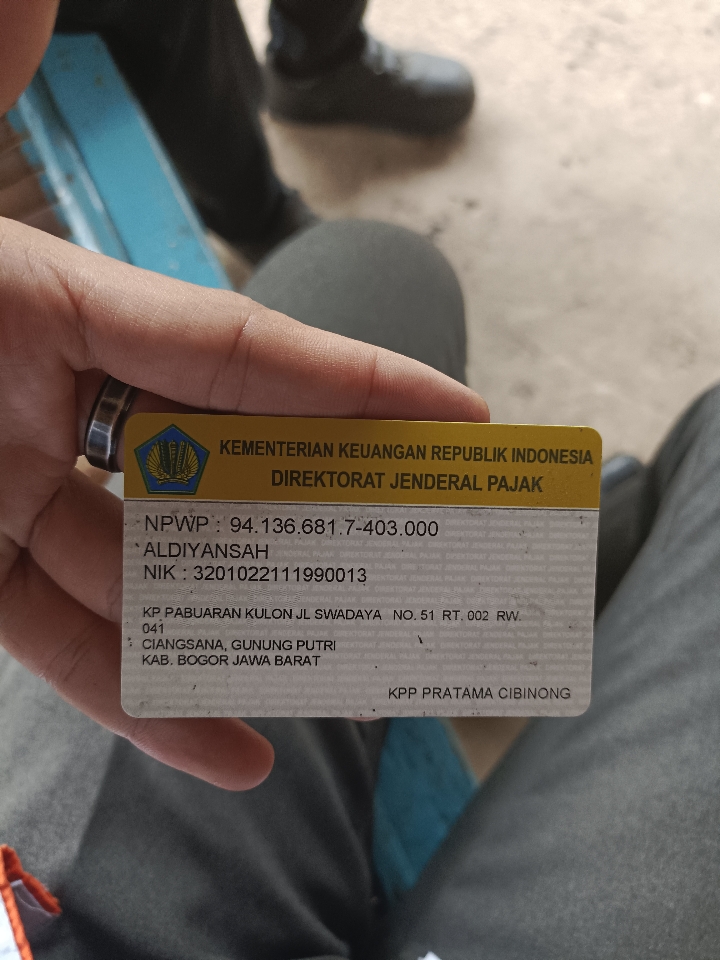 KEMENTERIAN KEUANGAN REPUBLIK INDONESIA
DIREKTORAT JENDERAL PAJAK
NPWP : 94.136.681.7-403.000
ALDIYANSAH
NIK : 3201022111990013
KP PABUARAN KULON JL SWADAYA NO. 51 RT. 002 RW.
041
CIANGSANA, GUNUNG PUTRI
KAB. BOGOR JAWA BARAT
KPP PRATAMA CIBINONG